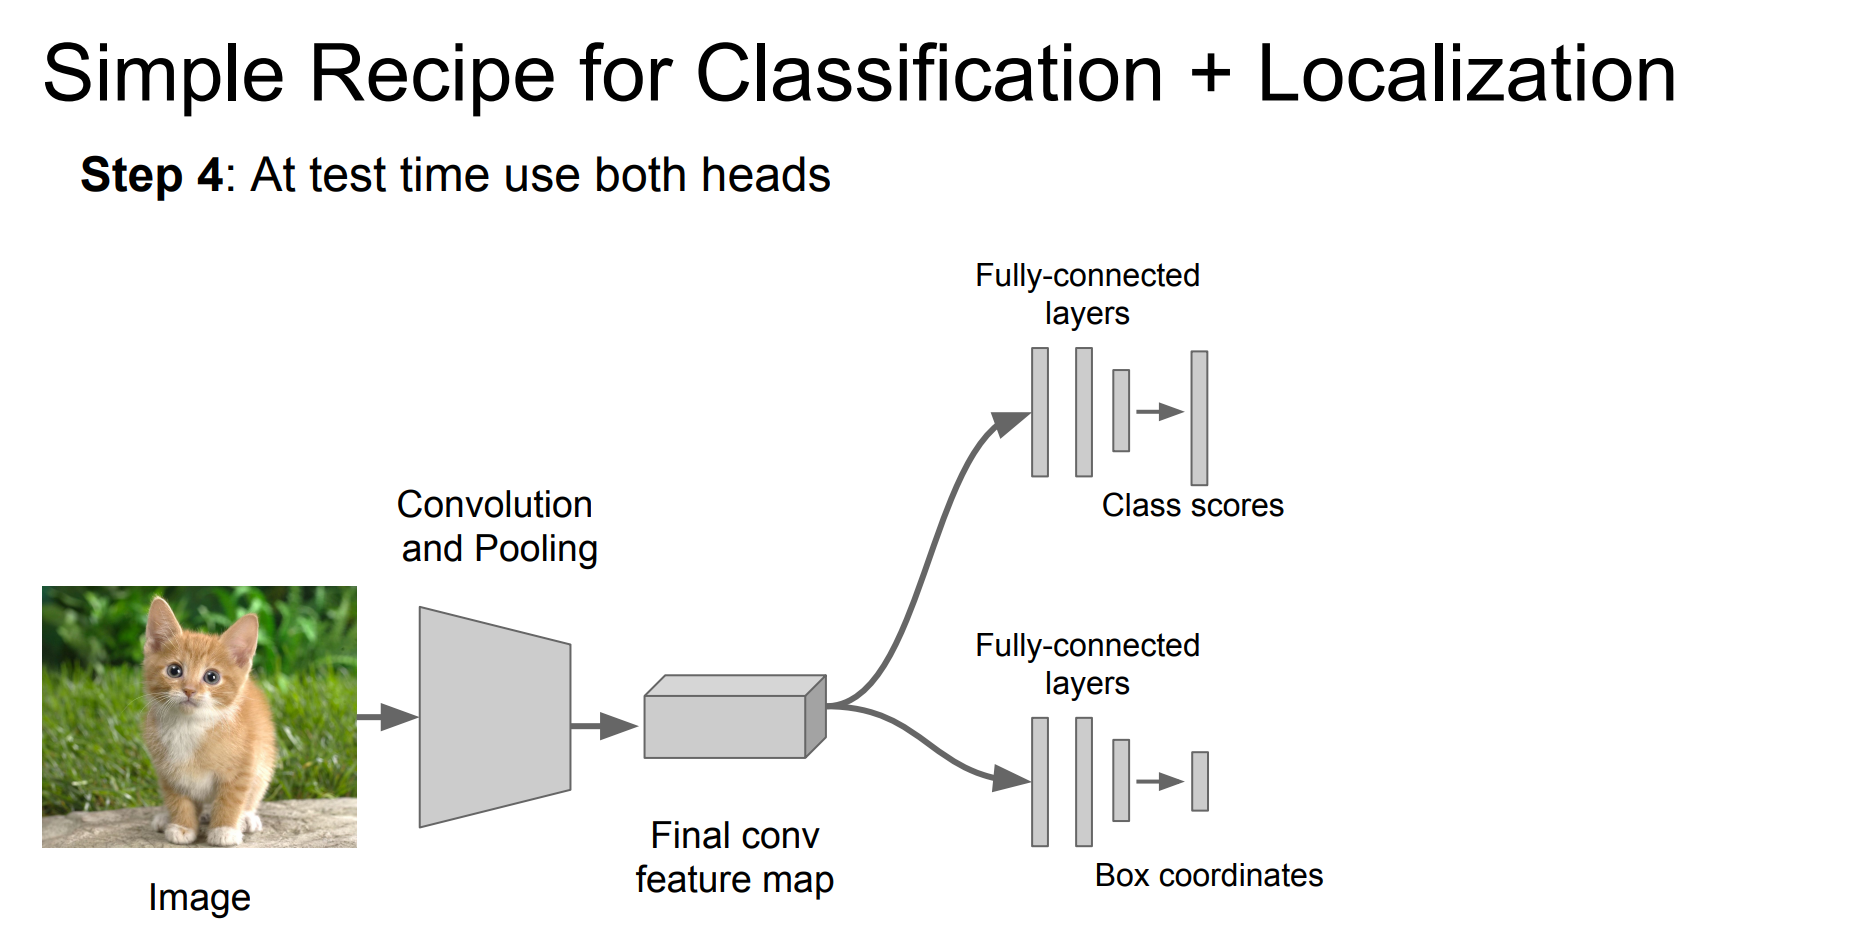 Simple Recipe for Classification + Localization
Step 4: At test time use both heads
Fully-connected
layers
Class scores
Convolution
and Pooling
Fully-connected
layers
Final conv
feature map
Box coordinates
Image